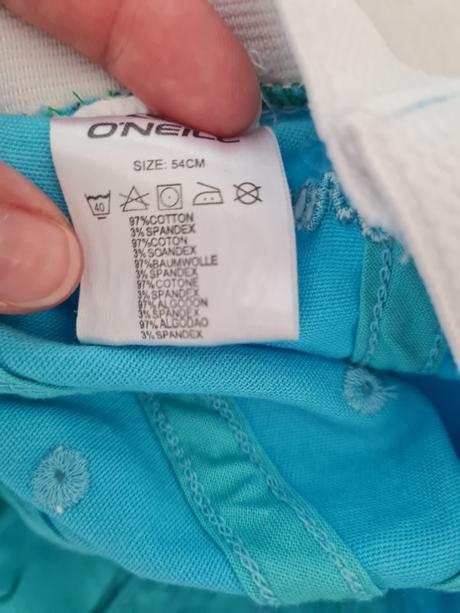 O'NEILL
SIZE: 54CM
40
97%COTTON
3% SPANDEX
97%COTON
3% SOANDEX
97%BAUMWOLLE
3% SPANDEX
97%COTONE
3% SPANDEX
97% ALGODON
3% SPANDEX
97% ALGODAO
3% SPANDEX